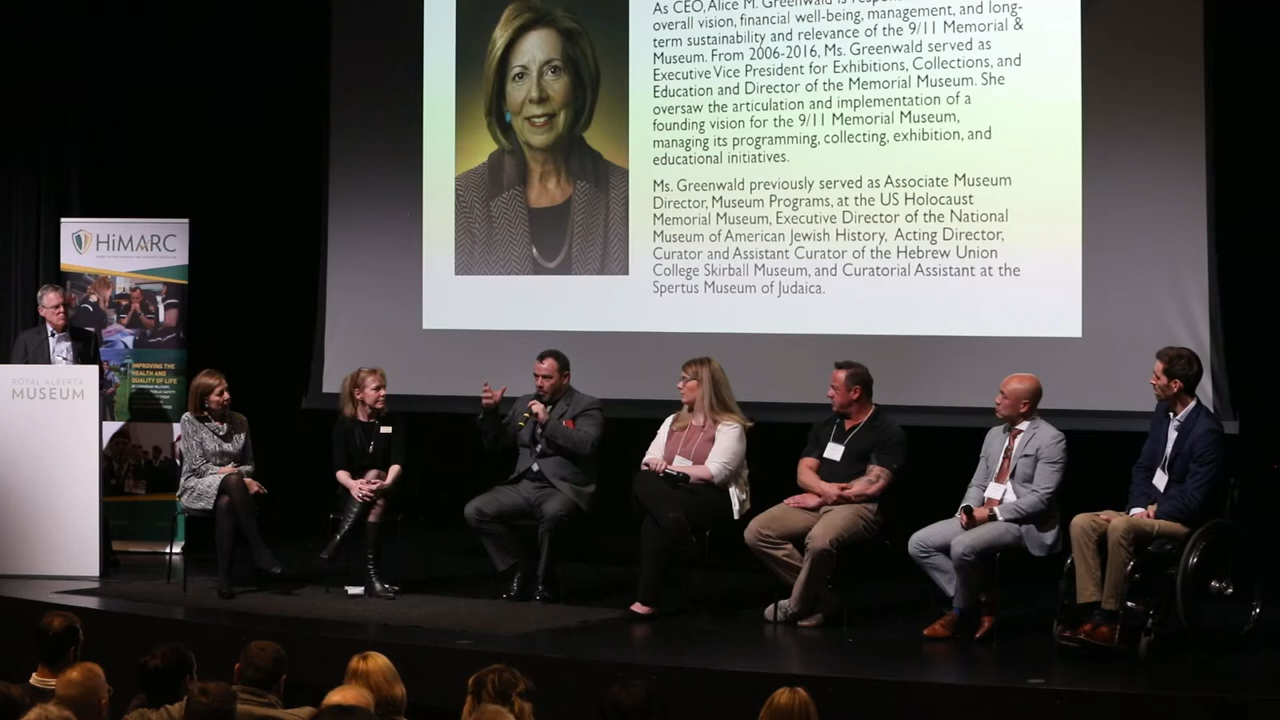 As CEO, Alice M. Greenwald is
overall vision, financial well-being, management, and long-
term sustainability and relevance of the 9/11 Memorial &
Museum. From 2006-2016, Ms. Greenwald served as
Executive Vice President for Exhibitions, Collections, and
Education and Director of the Memorial Museum. She
oversaw the articulation and implementation of a
founding vision for the 9/11 Memorial Museum,
managing its programming, collecting, exhibition, and
educational initiatives.
Ms. Greenwald previously served as Associate Museum
Director, Museum Programs, at the US Holocaust
Memorial Museum, Executive Director of the National
Museum of American Jewish History, Acting Director,
Curator and Assistant Curator of the Hebrew Union
College Skirball Museum, and Curatorial Assistant at the
Spertus Museum of Judaica.
HiMARC
IMPROVING THE
HEALTH AND
QUALITY OF LIFE
ROYAL ALBERTA
MUSEUM